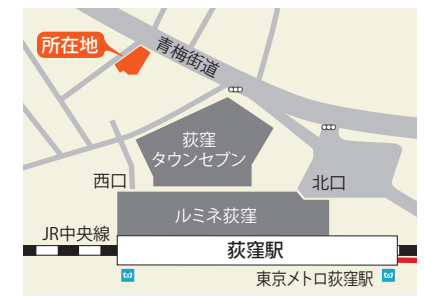 所在地
青梅街道
荻窪
タウンセブン
西口
北口
ルミネ荻窪
JR中央線
荻窪駅
東京メトロ荻窪駅